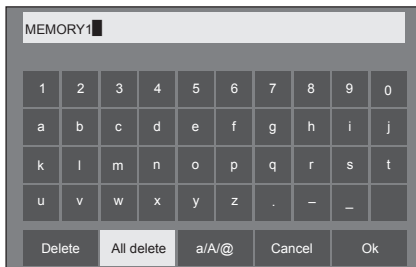 MEMORY1
1 2 3 4 5 6 7 8 9 0
a b c d e f g h i j
k l m n o p q r s t
u v w x y z . – _
Delete All delete a/A/@ Cancel Ok